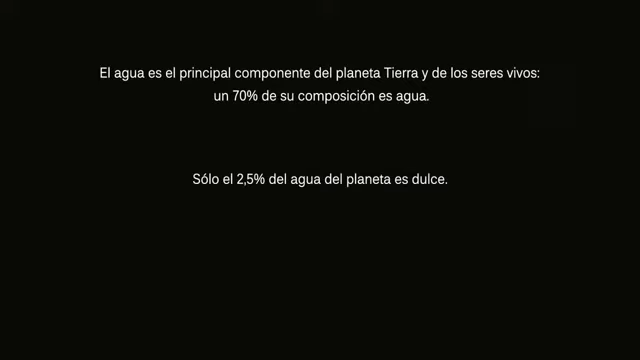 El agua es el principal componente del planeta Tierra y de los seres vivos:
un 70% de su composición es agua.
Sólo el 2,5% del agua del planeta es dulce.